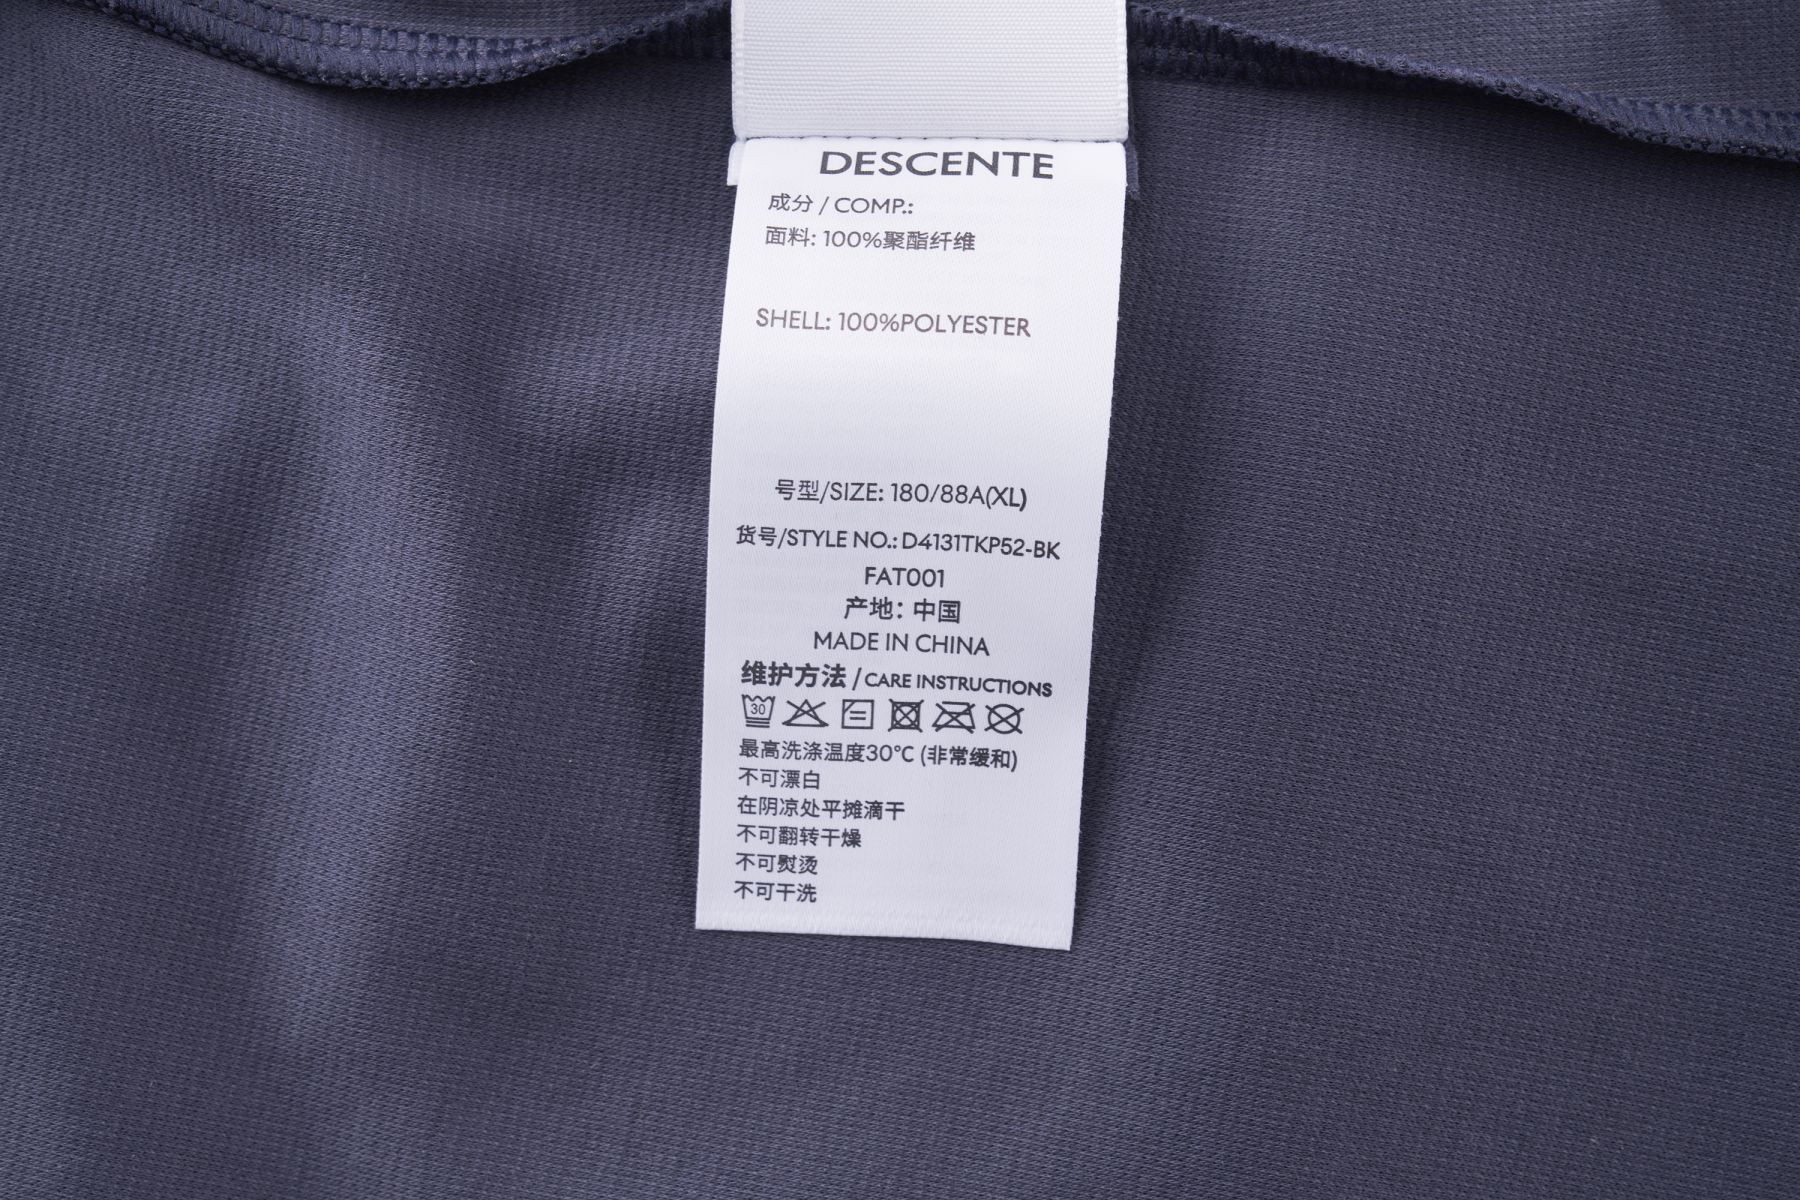 DESCENTE
成分 / COMP.:
面料: 100%聚酯纤维
SHELL: 100%POLYESTER
号型/SIZE: 180/88A(XL)
货号/STYLE NO.: D4131TKP52-BK
FAT001
产地: 中国
MADE IN CHINA
维护方法 / CARE INSTRUCTIONS
30
最高洗涤温度30°C (非常缓和)
不可漂白
在阴凉处平摊滴干
不可翻转干燥
不可熨烫
不可干洗